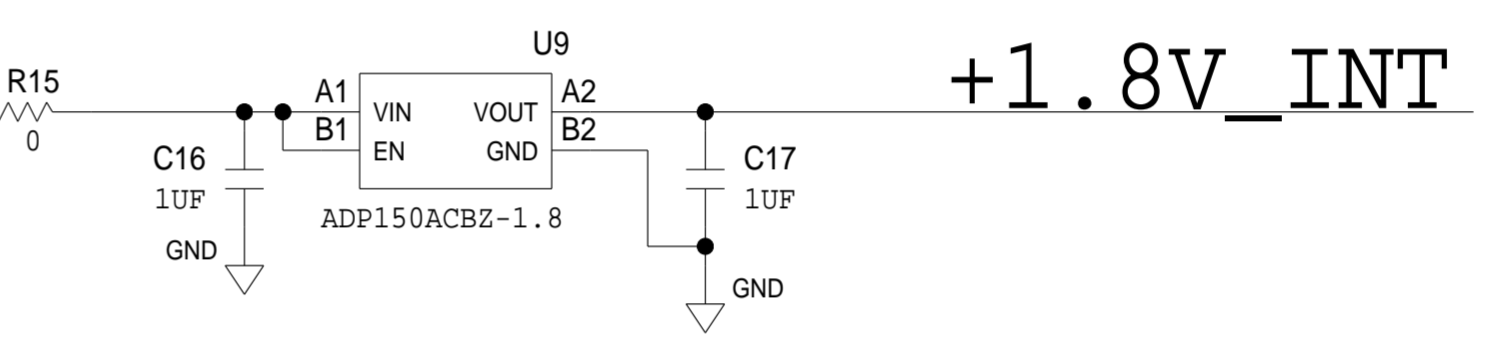 U9
+1.8V_INT
R15
0
A1
VIN
VOUT
A2
B1
EN
GND
B2
C16
1UF
C17
1UF
ADP150ACBZ-1.8
GND
GND